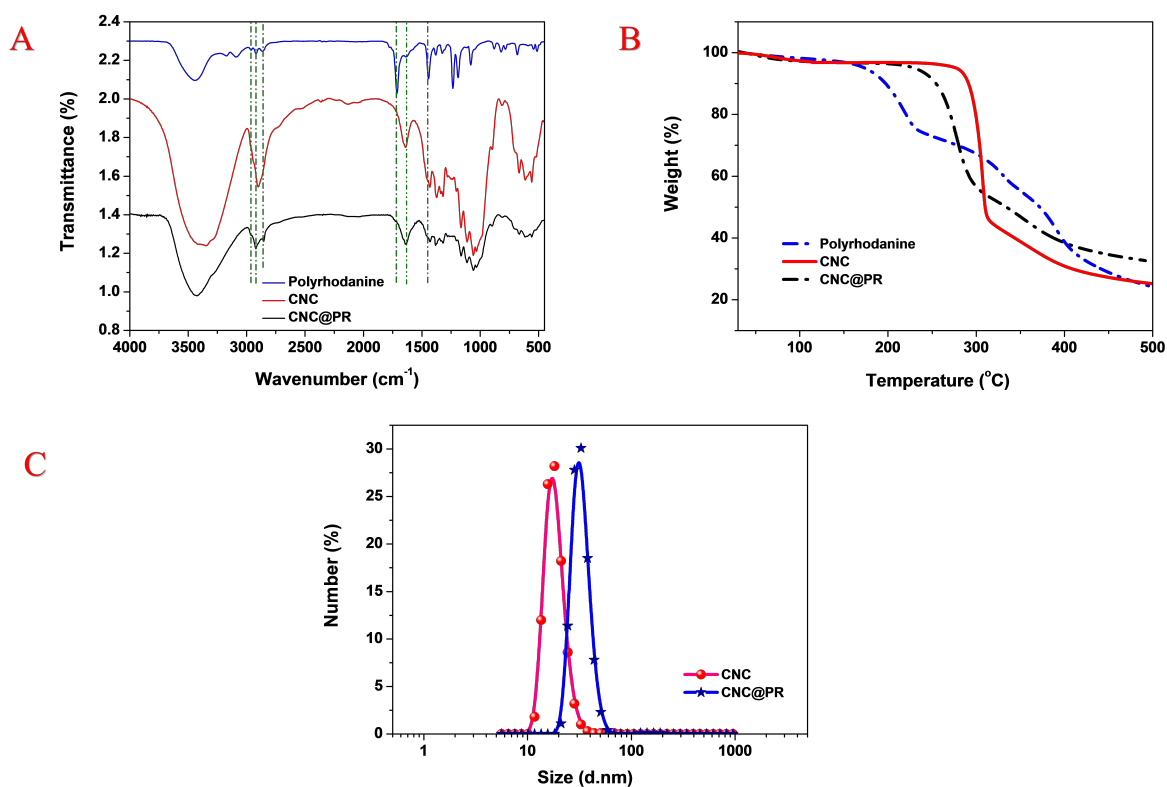 A
2.4
2.2
2.0
1.8
1.6
1.4
1.2
1.0
0.8
Transmittance (%)
Polyrhodanine
CNC
CNC@PR
4000 3500 3000 2500 2000 1500 1000 500
Wavenumber (cm-1)
B
100
80
60
40
20
Weight (%)
Polyrhodanine
CNC
CNC@PR
100 200 300 400 500
Temperature (oC)
C
30
25
20
15
10
5
0
Number (%)
CNC
CNC@PR
1 10 100 1000
Size (d.nm)